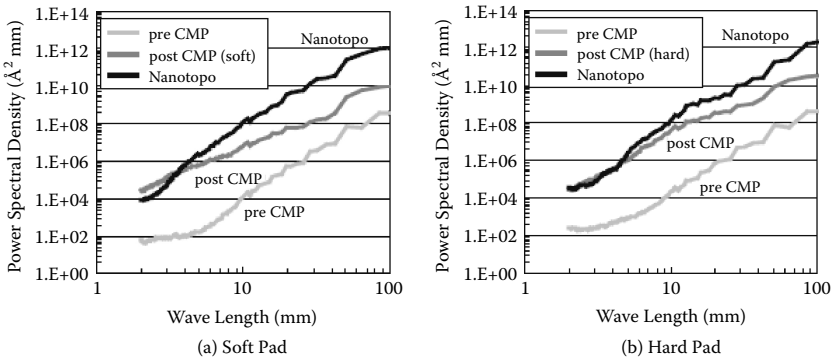 Power Spectral Density (Å² mm)
1.E+14
1.E+12
1.E+10
1.E+08
1.E+06
1.E+04
1.E+02
1.E+00
pre CMP
post CMP (soft)
Nanotopo
Nanotopo
post CMP
pre CMP
1
10
100
Wave Length (mm)
(a) Soft Pad
Power Spectral Density (Å² mm)
1.E+14
1.E+12
1.E+10
1.E+08
1.E+06
1.E+04
1.E+02
1.E+00
pre CMP
post CMP (hard)
Nanotopo
Nanotopo
post CMP
pre CMP
1
10
100
Wave Length (mm)
(b) Hard Pad